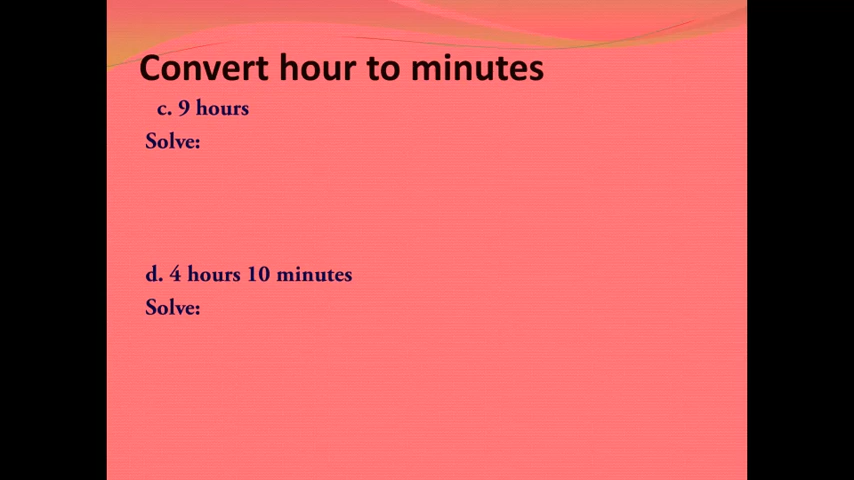 Convert hour to minutes
c. 9 hours
Solve:
d. 4 hours 10 minutes
Solve: